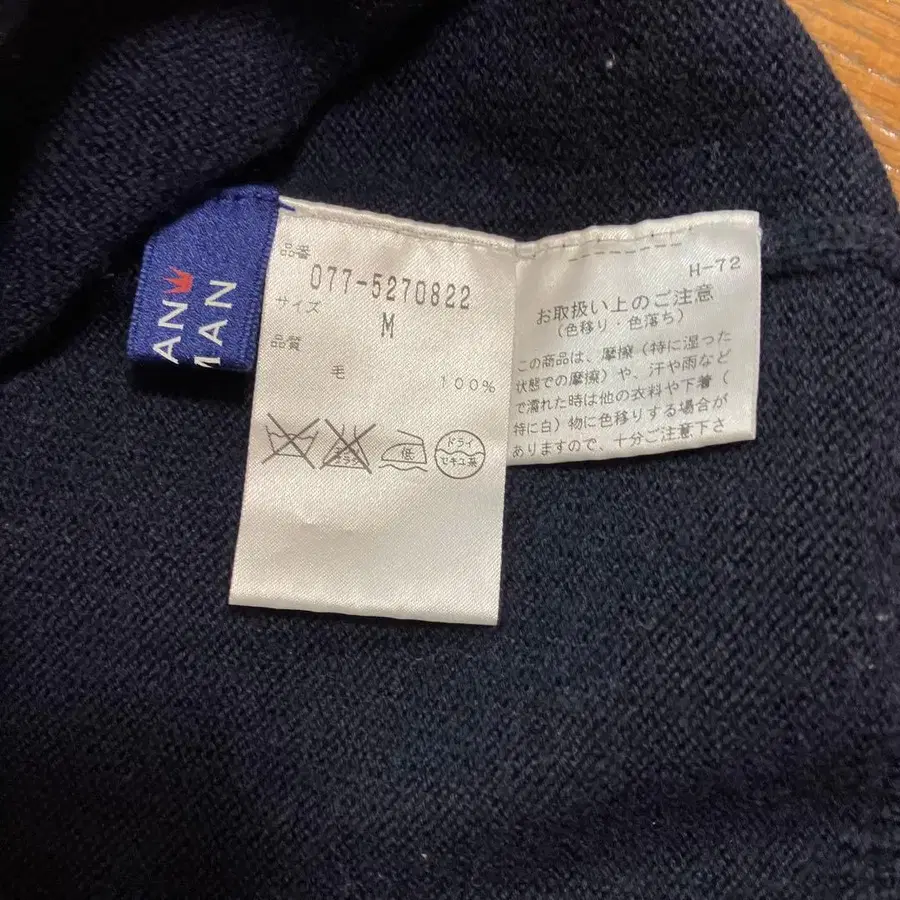 AN
MAN
品番
077-5270822
サイズ
M
品質
毛 100%
低
ドライ
セキユ系
H-72
お取扱い上のご注意
(色移り・色落ち)
この商品は、摩擦(特に湿った
状態での摩擦)や、汗や雨など
で濡れた時は他の衣料や下着(
特に白)物に色移りする場合が
ありますので、十分ご注意下さ